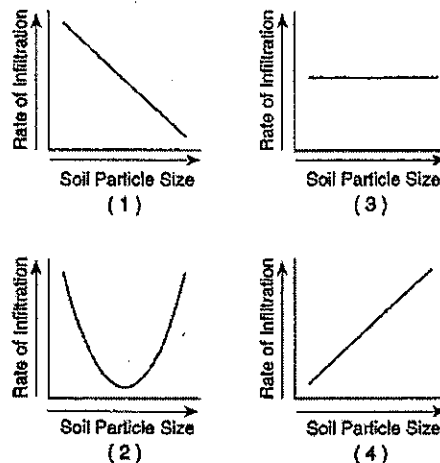 Rate of Infiltration
Soil Particle Size
(1)
Rate of Infiltration
Soil Particle Size
(3)
Rate of Infiltration
Soil Particle Size
(2)
Rate of Infiltration
Soil Particle Size
(4)